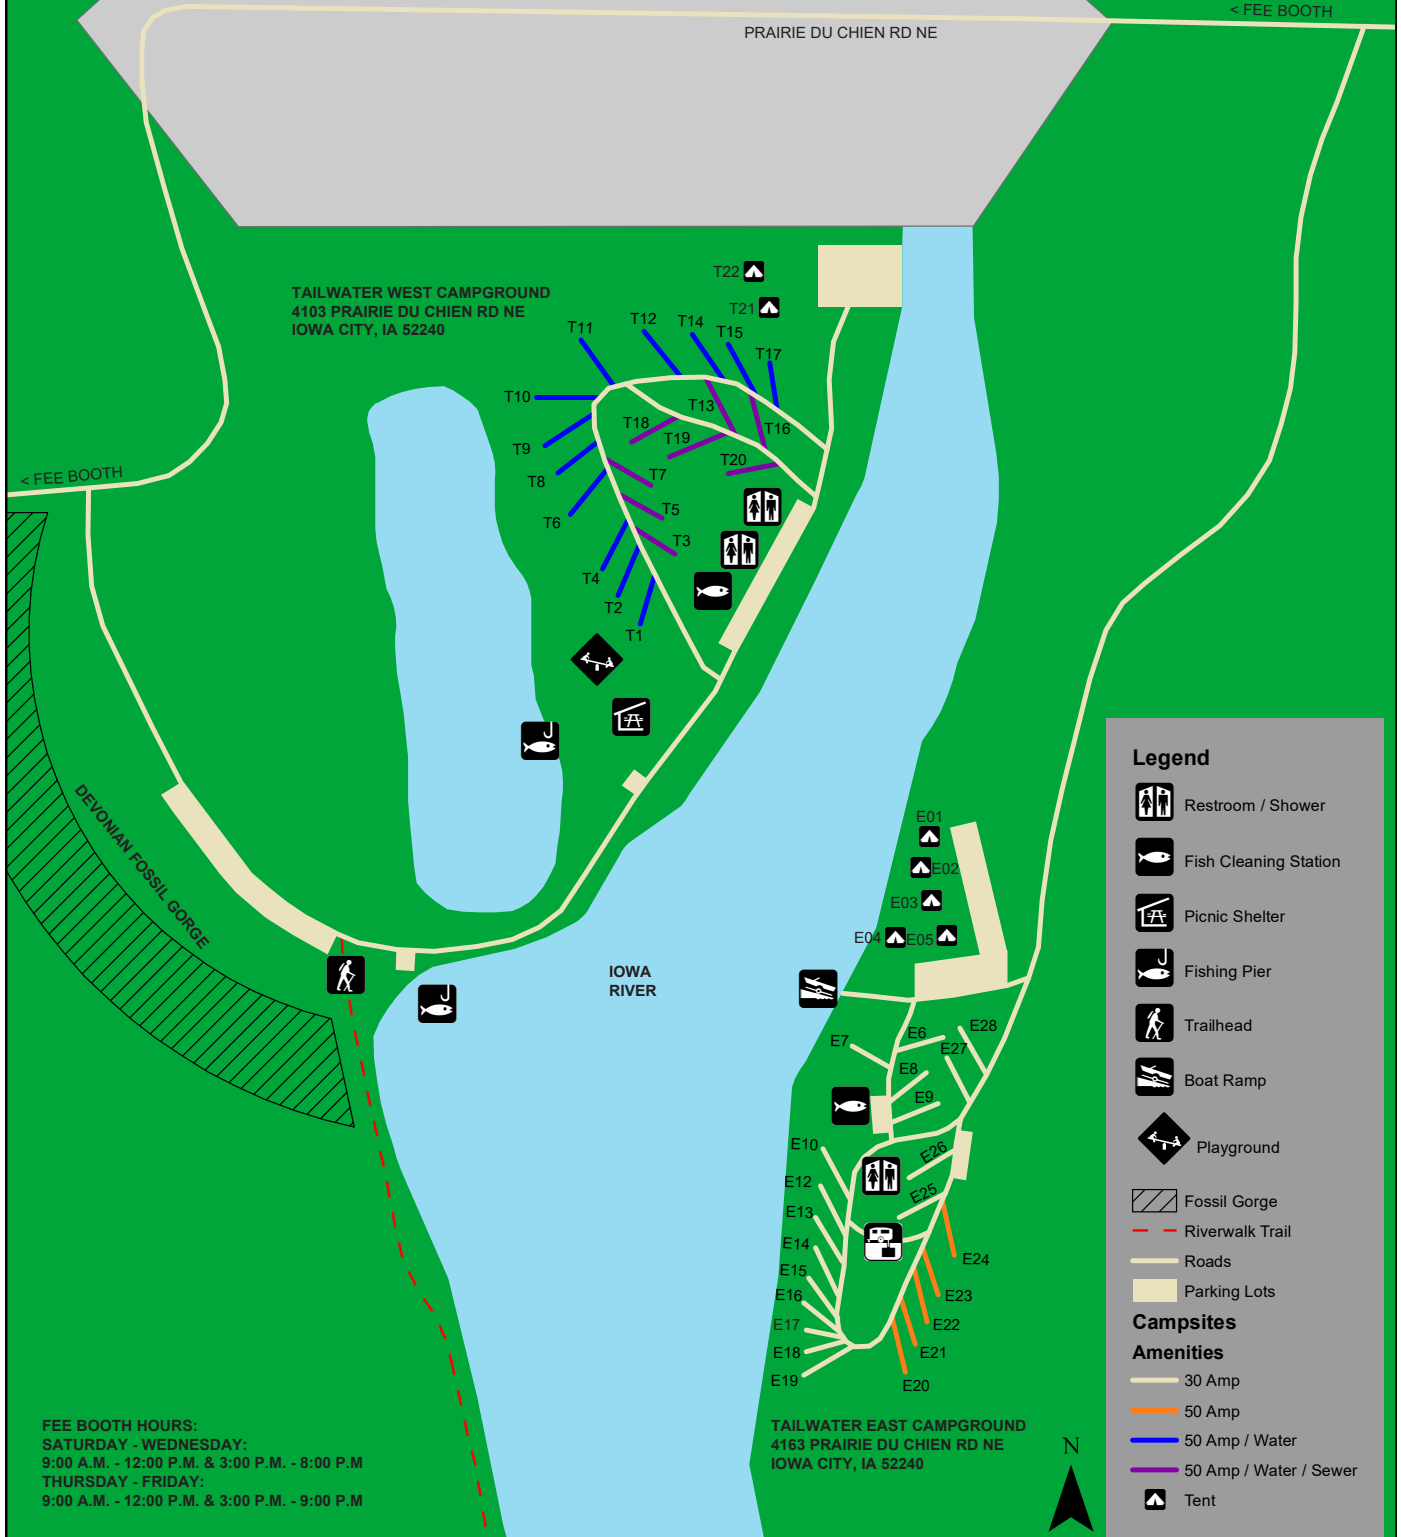 < FEE BOOTH
PRAIRIE DU CHIEN RD NE
T22
T21
TAILWATER WEST CAMPGROUND
4103 PRAIRIE DU CHIEN RD NE
IOWA CITY, IA 52240
T11
T12
T14
T15
T17
T10
T13
T18
T16
T19
T9
T20
T8
T7
T6
T5
T3
T4
T2
T1
< FEE BOOTH
DEVONIAN FOSSIL GORGE
IOWA
RIVER
E01
E02
E03
E04
E05
E6
E28
E7
E27
E8
E9
E10
E26
E12
E25
E13
E14
E24
E15
E16
E23
E17
E22
E18
E21
E19
E20
Legend
Restroom / Shower
Fish Cleaning Station
Picnic Shelter
Fishing Pier
Trailhead
Boat Ramp
Playground
Fossil Gorge
Riverwalk Trail
Roads
Parking Lots
Campsites
Amenities
30 Amp
50 Amp
50 Amp / Water
50 Amp / Water / Sewer
Tent
N
FEE BOOTH HOURS:
SATURDAY - WEDNESDAY:
9:00 A.M. - 12:00 P.M. & 3:00 P.M. - 8:00 P.M
THURSDAY - FRIDAY:
9:00 A.M. - 12:00 P.M. & 3:00 P.M. - 9:00 P.M
TAILWATER EAST CAMPGROUND
4163 PRAIRIE DU CHIEN RD NE
IOWA CITY, IA 52240